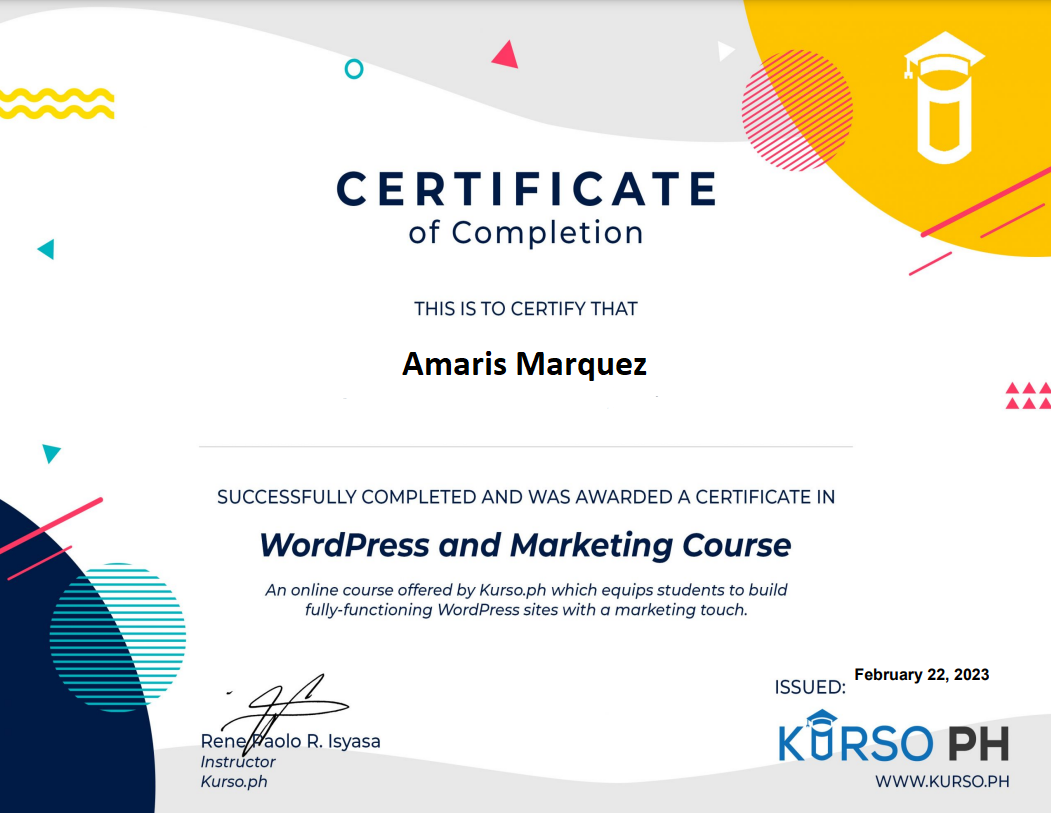 CERTIFICATE
of Completion
THIS IS TO CERTIFY THAT
Amaris Marquez
SUCCESSFULLY COMPLETED AND WAS AWARDED A CERTIFICATE IN
WordPress and Marketing Course
An online course offered by Kurso.ph which equips students to build
fully-functioning WordPress sites with a marketing touch.
Rene Paolo R. Isyasa
Instructor
Kurso.ph
ISSUED: February 22, 2023
KURSO PH
WWW.KURSO.PH